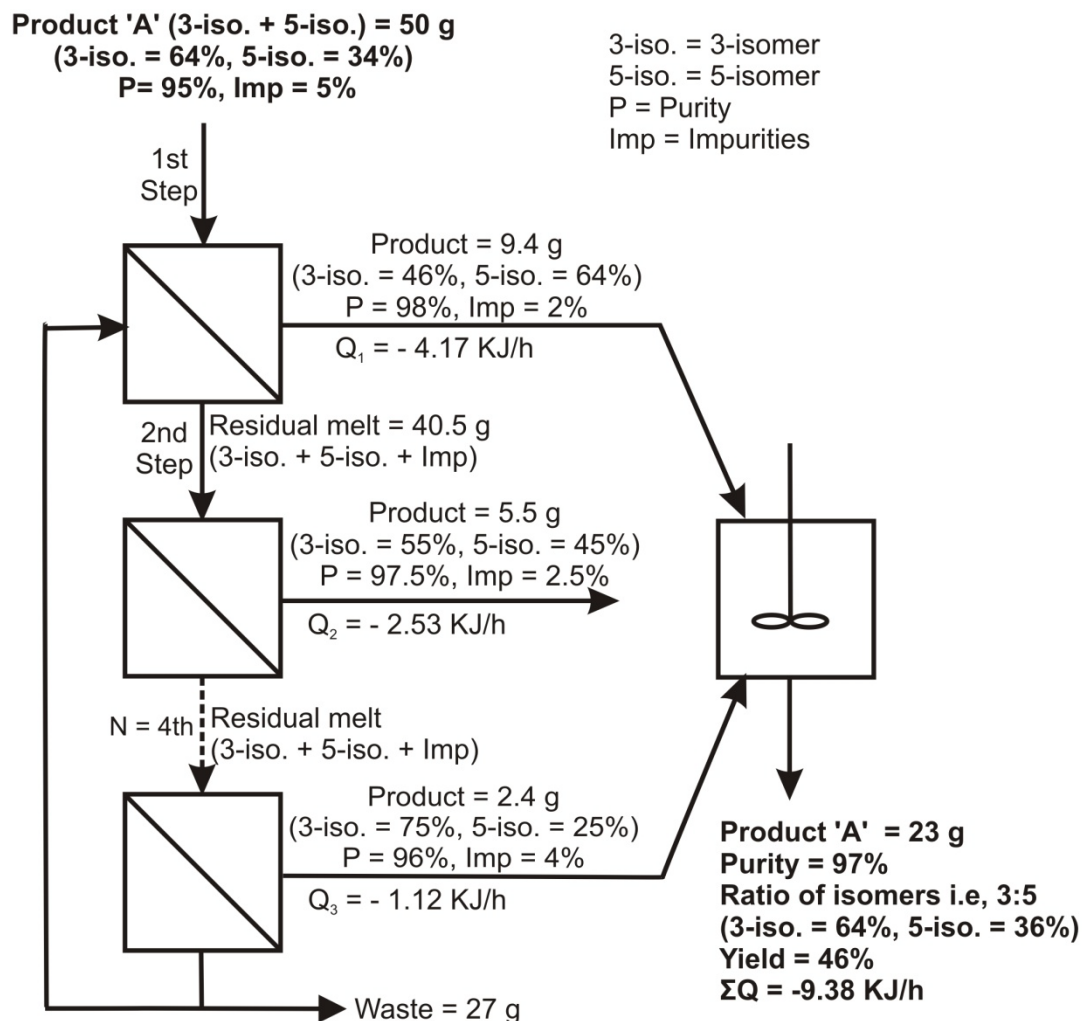 Product 'A' (3-iso. + 5-iso.) = 50 g
(3-iso. = 64%, 5-iso. = 34%)
P= 95%, Imp = 5%
3-iso. = 3-isomer
5-iso. = 5-isomer
P = Purity
Imp = Impurities
1st
Step
Product = 9.4 g
(3-iso. = 46%, 5-iso. = 64%)
P = 98%, Imp = 2%
Q₁ = - 4.17 KJ/h
2nd
Step
Residual melt = 40.5 g
(3-iso. + 5-iso. + Imp)
Product = 5.5 g
(3-iso. = 55%, 5-iso. = 45%)
P = 97.5%, Imp = 2.5%
Q₂ = - 2.53 KJ/h
N = 4th
Residual melt
(3-iso. + 5-iso. + Imp)
Product = 2.4 g
(3-iso. = 75%, 5-iso. = 25%)
P = 96%, Imp = 4%
Q₃ = - 1.12 KJ/h
Waste = 27 g
Product 'A' = 23 g
Purity = 97%
Ratio of isomers i.e, 3:5
(3-iso. = 64%, 5-iso. = 36%)
Yield = 46%
ΣQ = -9.38 KJ/h